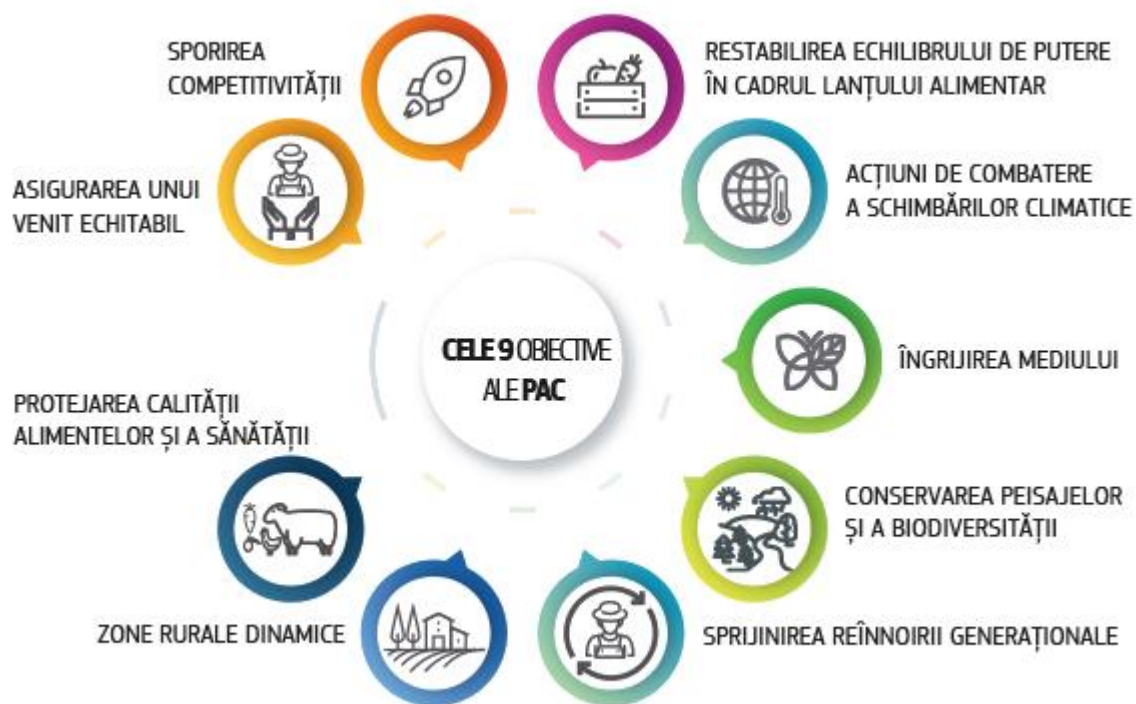 SPORIREA
COMPETITIVITĂȚII
RESTABILIREA ECHILIBRULUI DE PUTERE
ÎN CADRUL LANȚULUI ALIMENTAR
ASIGURAREA UNUI
VENIT ECHITABIL
ACȚIUNI DE COMBATERE
A SCHIMBĂRILOR CLIMATICE
CELE 9 OBIECTIVE
ALE PAC
ÎNGRIJIREA MEDIULUI
PROTEJAREA CALITĂȚII
ALIMENTELOR ȘI A SĂNĂTĂȚII
CONSERVAREA PEISAJELOR
ȘI A BIODIVERSITĂȚII
ZONE RURALE DINAMICE
SPRIJINIREA REÎNNOIRII GENERAȚIONALE